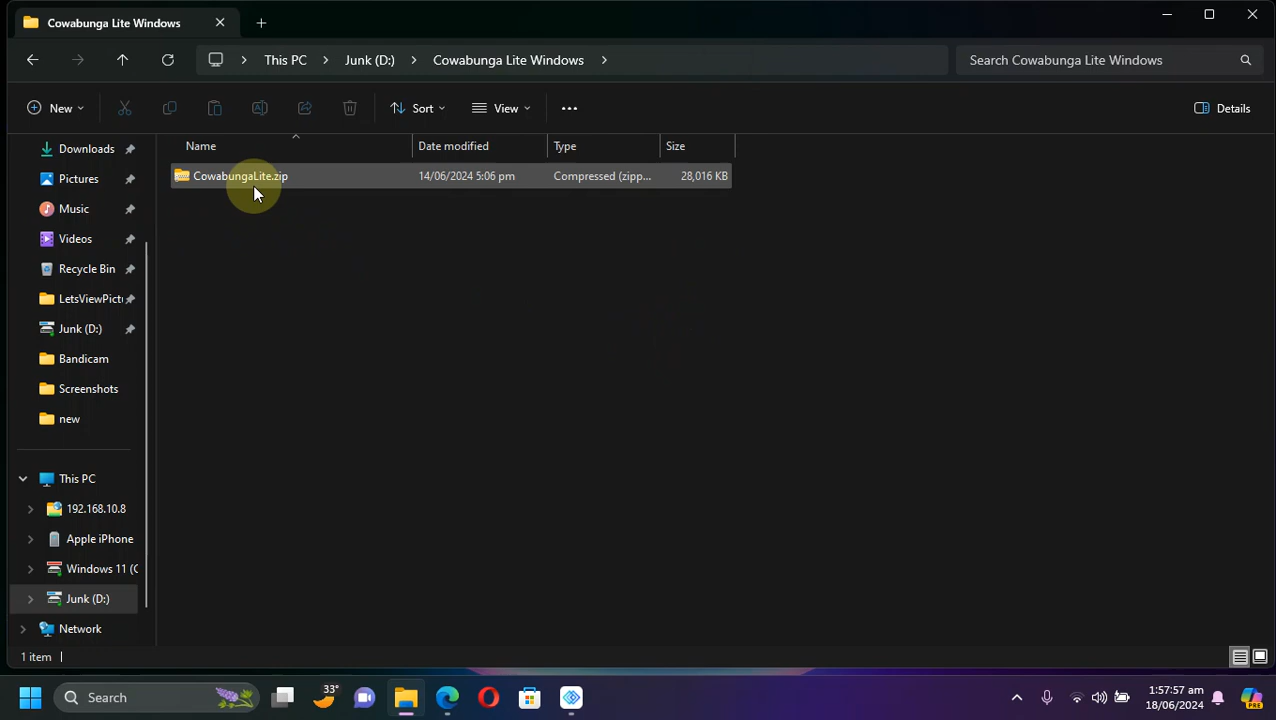 Cowabunga Lite Windows
This PC
Junk (D:)
Cowabunga Lite Windows
Search Cowabunga Lite Windows
New
Sort
View
Details
Name
Date modified
Type
Size
CowabungaLite.zip
14/06/2024 5:06 pm
Compressed (zipp...
28,016 KB
Downloads
Pictures
Music
Videos
Recycle Bin
LetsViewPict
Junk (D:)
Bandicam
Screenshots
new
This PC
192.168.10.8
Apple iPhone
Windows 11 (C
Junk (D:)
Network
1 item
Search
33°
1:57:57 am
18/06/2024
PRE